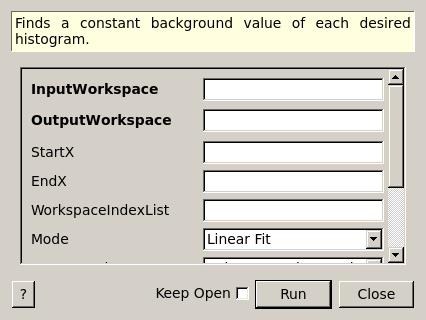 Finds a constant background value of each desired
histogram.
InputWorkspace
OutputWorkspace
StartX
EndX
WorkspaceIndexList
Mode
Linear Fit
?
Keep Open
Run
Close